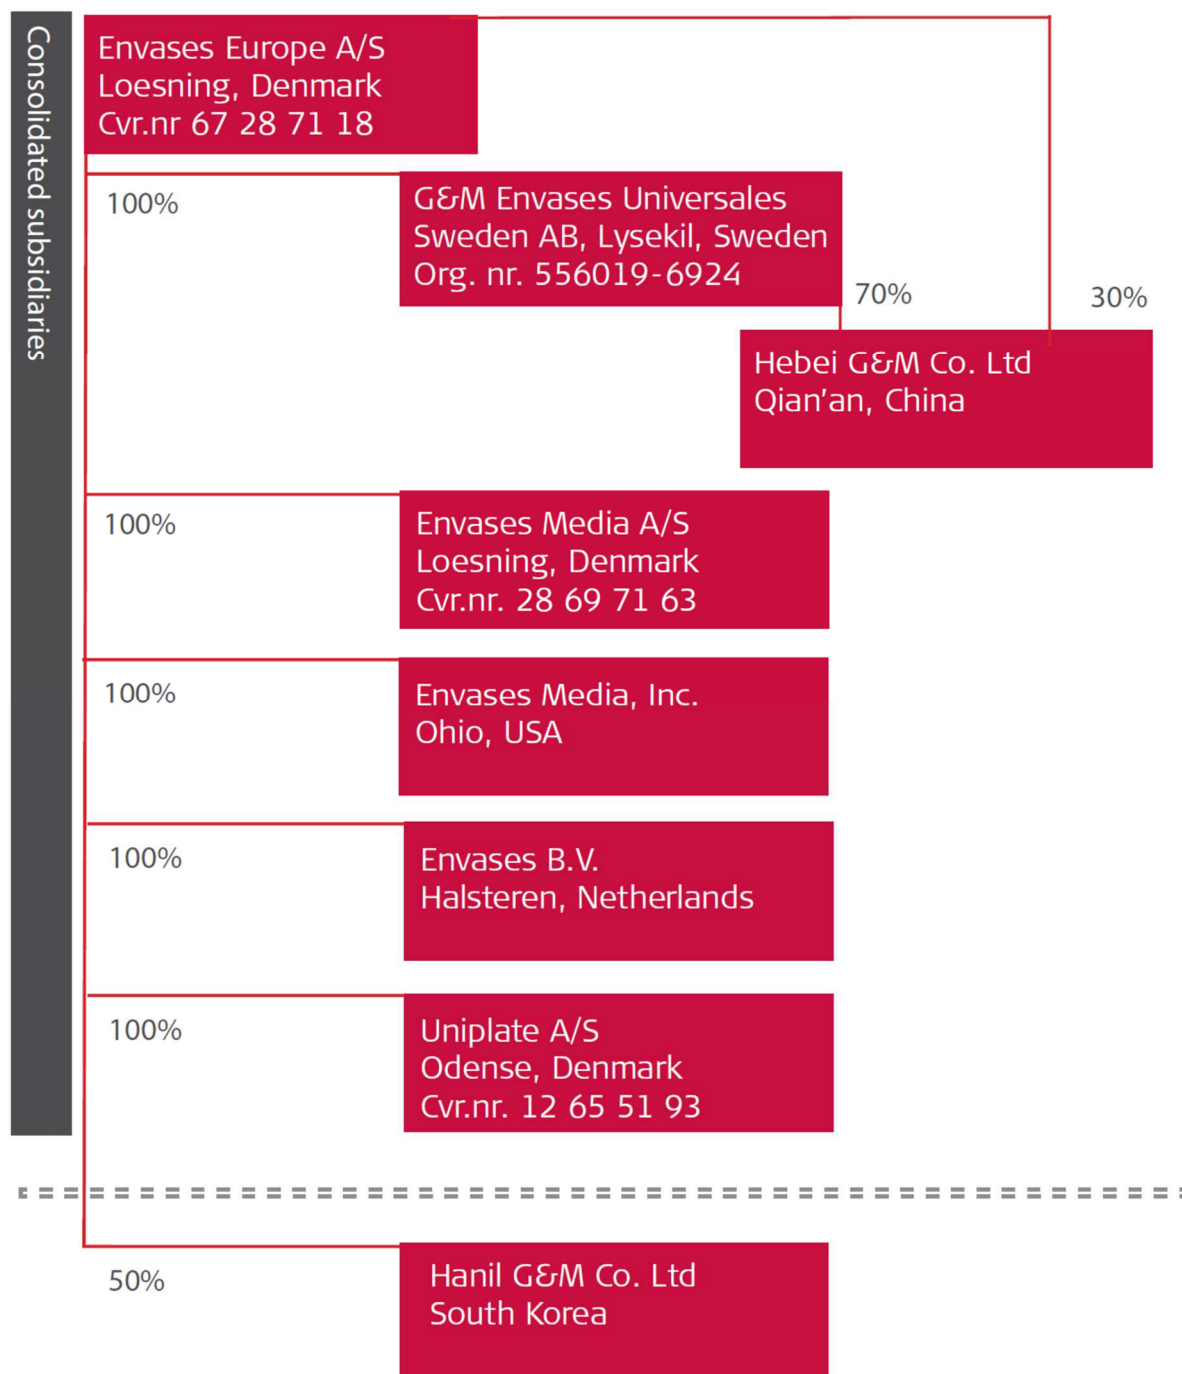 Consolidated subsidiaries
Envases Europe A/S
Loesning, Denmark
Cvr.nr 67 28 71 18
100%
G&M Envases Universales
Sweden AB, Lysekil, Sweden
Org. nr. 556019-6924
70%
30%
Hebei G&M Co. Ltd
Qian’an, China
100%
Envases Media A/S
Loesning, Denmark
Cvr.nr. 28 69 71 63
100%
Envases Media, Inc.
Ohio, USA
100%
Envases B.V.
Halsteren, Netherlands
100%
Uniplate A/S
Odense, Denmark
Cvr.nr. 12 65 51 93
50%
Hanil G&M Co. Ltd
South Korea